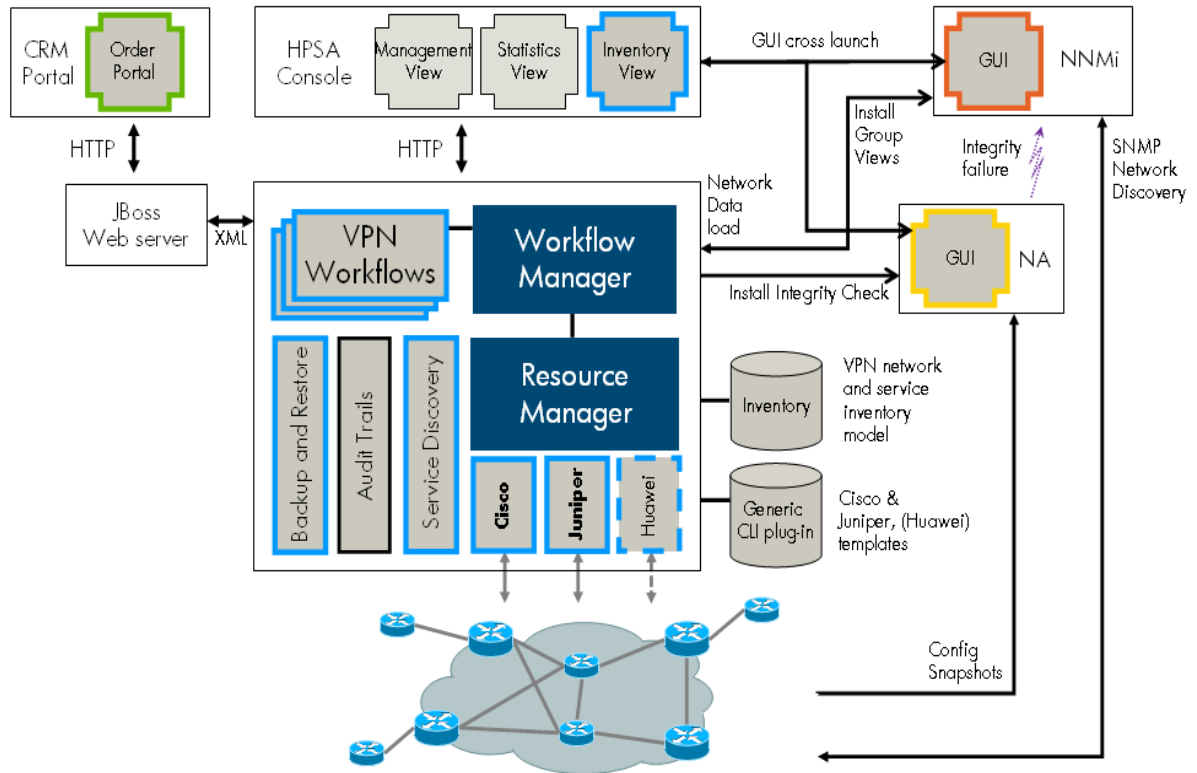 CRM
Portal
Order
Portal
HPSA
Console
Management
View
Statistics
View
Inventory
View
GUI cross launch
GUI
NNMi
HTTP
HTTP
Install
Group
Views
Integrity
failure
SNMP
Network
Discovery
JBoss
Web server
XML
VPN
Workflows
Workflow
Manager
Network
Data
load
GUI
NA
Install Integrity Check
Backup and Restore
Audit Trails
Service Discovery
Resource
Manager
Inventory
VPN network
and service
inventory
model
Cisco
Juniper
Huawei
Generic
CLI plug-in
Cisco &
Juniper, (Huawei)
templates
Config
Snapshots